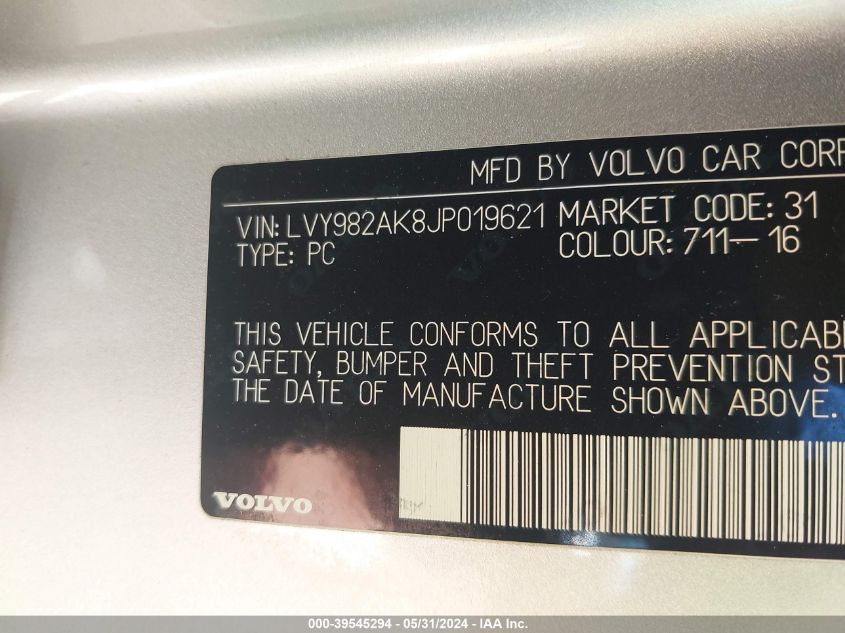 MFD BY VOLVO CAR CORP
VIN: LVY982AK8JP019621 MARKET CODE: 31
TYPE: PC COLOUR: 711-16
THIS VEHICLE CONFORMS TO ALL APPLICABL
SAFETY, BUMPER AND THEFT PREVENTION ST
THE DATE OF MANUFACTURE SHOWN ABOVE.
VOLVO
000-39545294 - 05/31/2024 - IAA Inc.